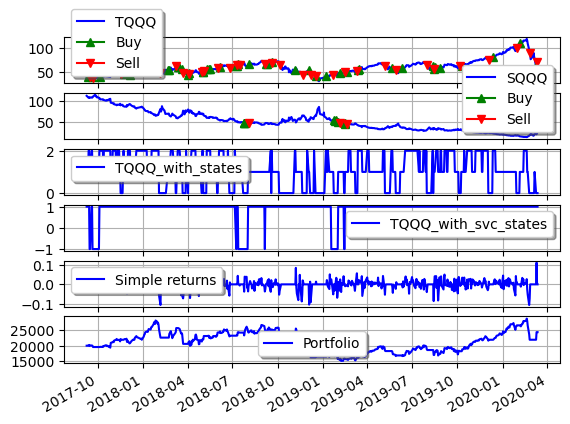 TQQQ
Buy
Sell
100
50
SQQQ
Buy
Sell
100
50
TQQQ_with_states
2
0
TQQQ_with_svc_states
1
0
−1
Simple returns
0.1
0.0
−0.1
Portfolio
25000
20000
15000
2017-10 2018-01 2018-04 2018-07 2018-10 2019-01 2019-04 2019-07 2019-10 2020-01 2020-04